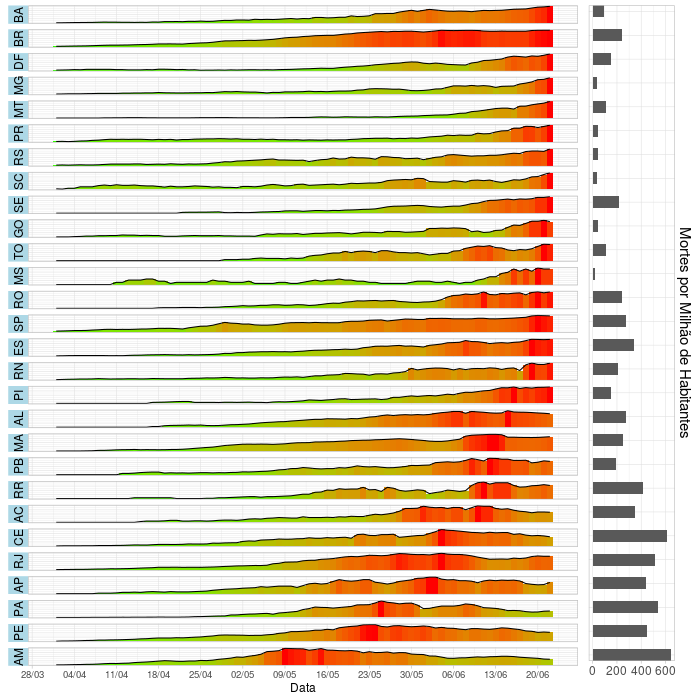 BA
BR
DF
MG
MT
PR
RS
SC
SE
GO
TO
MS
RO
SP
ES
RN
PI
AL
MA
PB
RR
AC
CE
RJ
AP
PA
PE
AM
28/03 04/04 11/04 18/04 25/04 02/05 09/05 16/05 23/05 30/05 06/06 13/06 20/06
Data
0 200 400 600
Mortes por Milhão de Habitantes